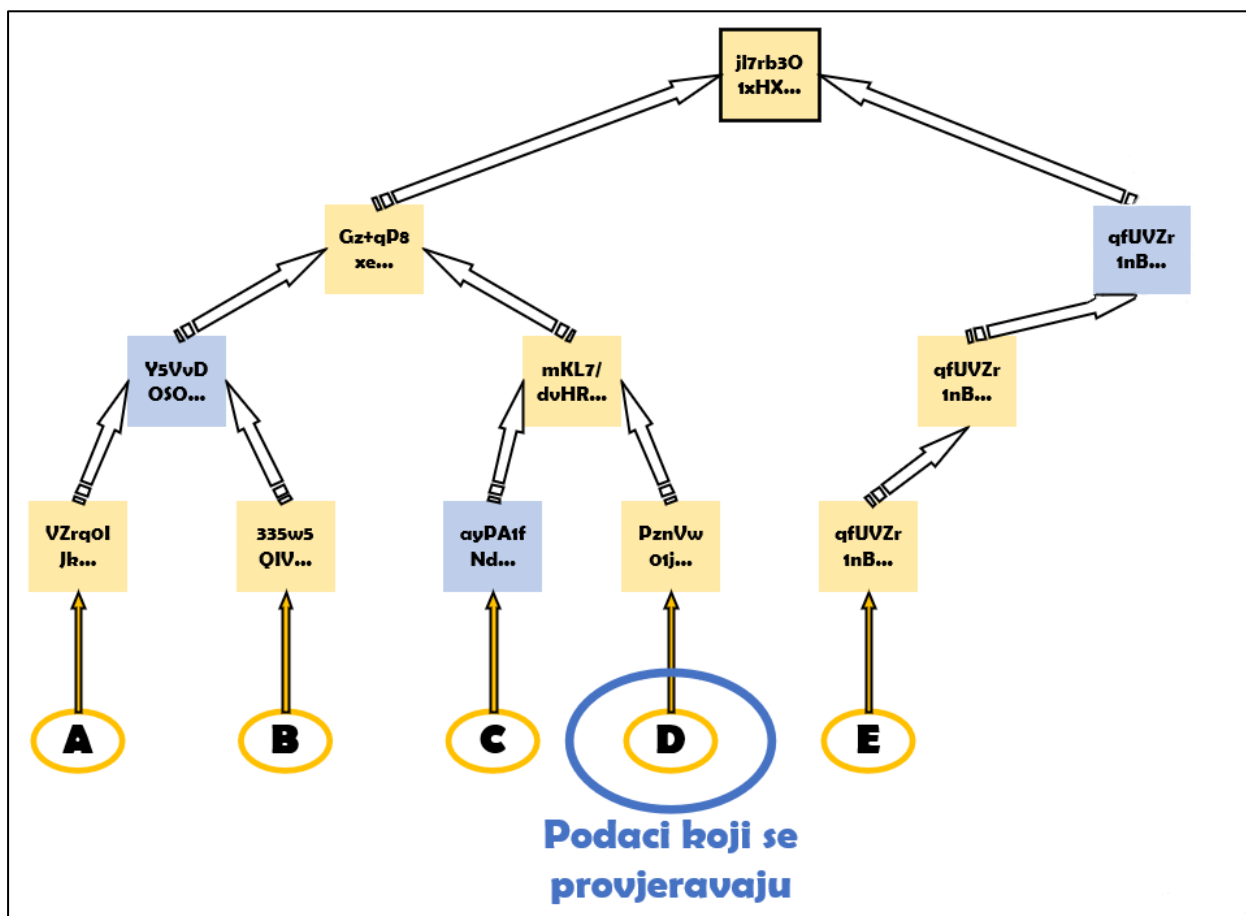 jl7rb3O
1xHX...
Gz+qP8
xe...
qfUVZr
1nB...
Y5VvD
OSO...
mKL7/
dvHR...
qfUVZr
1nB...
VZrq0l
Jk...
335w5
QIV...
ayPA1f
Nd...
PznVw
01j...
qfUVZr
1nB...
A
B
C
D
E
Podaci koji se
provjeravaju